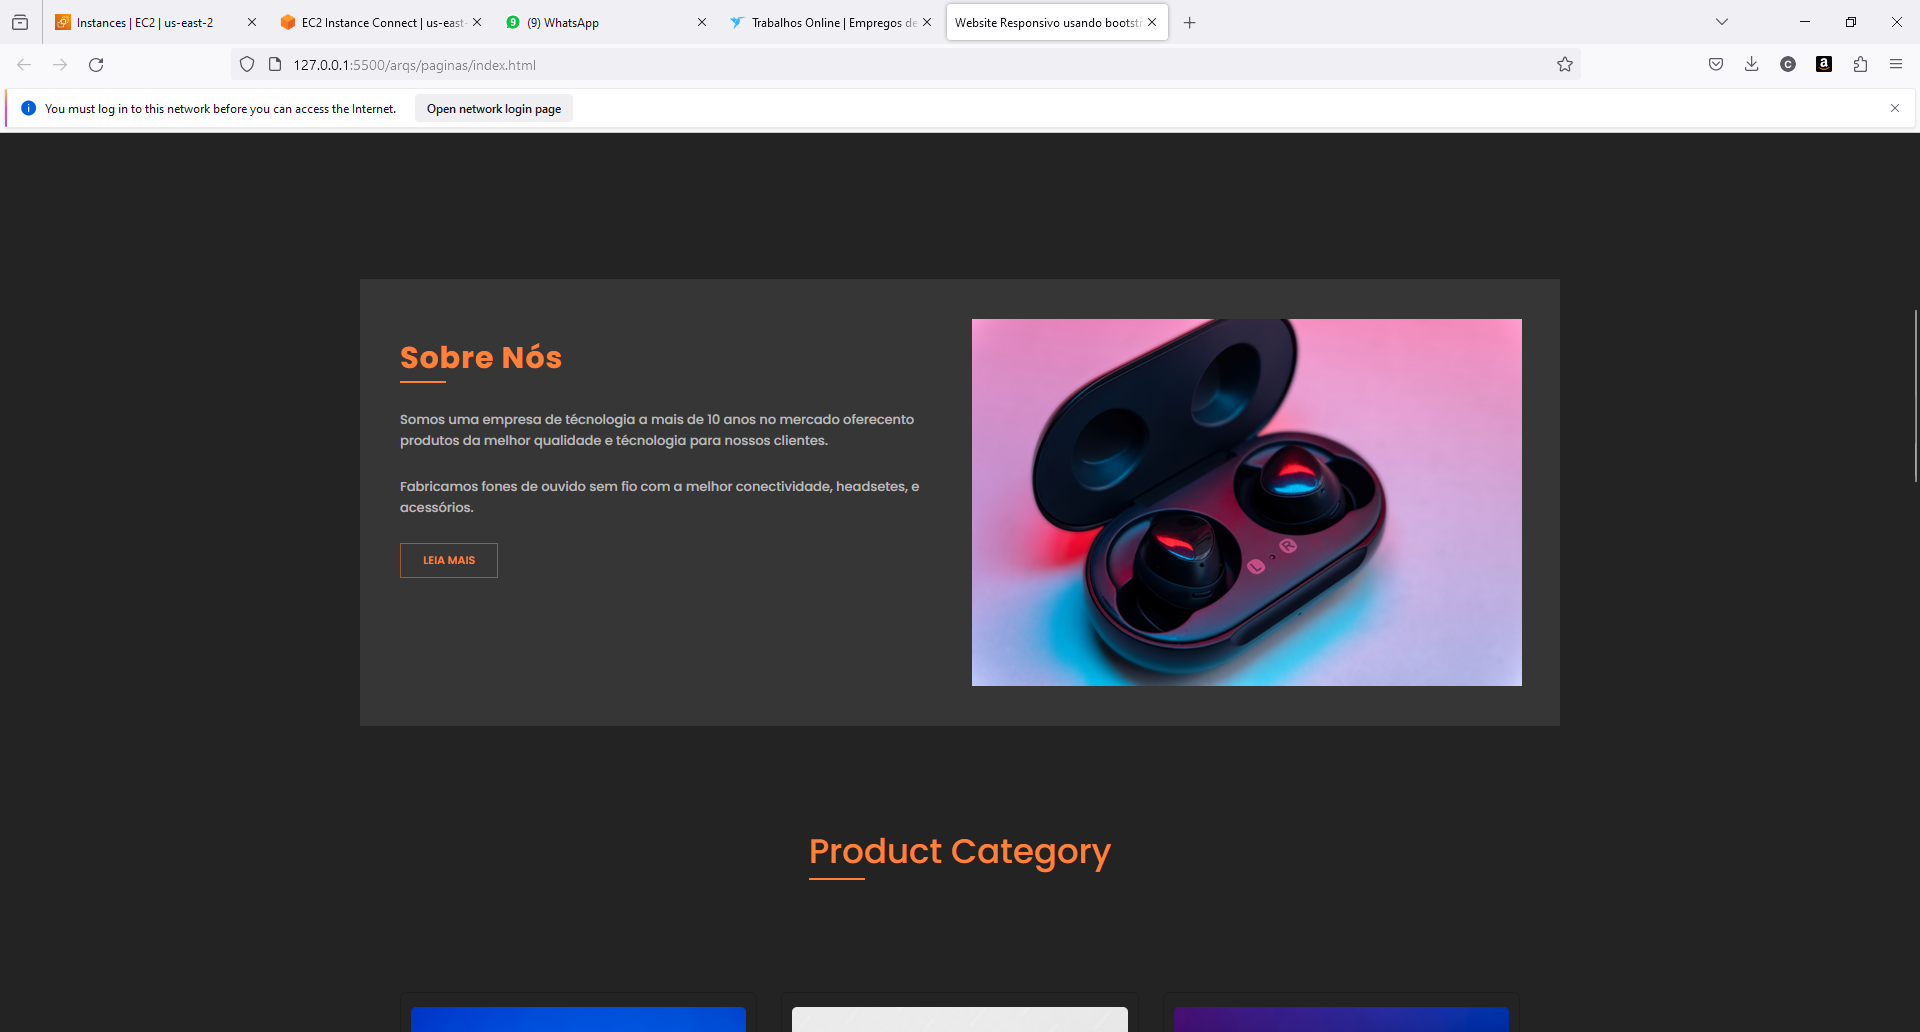 Instances | EC2 | us-east-2
EC2 Instance Connect | us-east-
9
(9) WhatsApp
Trabalhos Online | Empregos de
Website Responsivo usando bootstr
127.0.0.1:5500/arqs/paginas/index.html
C
a
You must log in to this network before you can access the Internet.
Open network login page
Sobre Nós
Somos uma empresa de técnologia a mais de 10 anos no mercado oferecento
produtos da melhor qualidade e técnologia para nossos clientes.
Fabricamos fones de ouvido sem fio com a melhor conectividade, headsetes, e
acessórios.
LEIA MAIS
L
R
Product Category